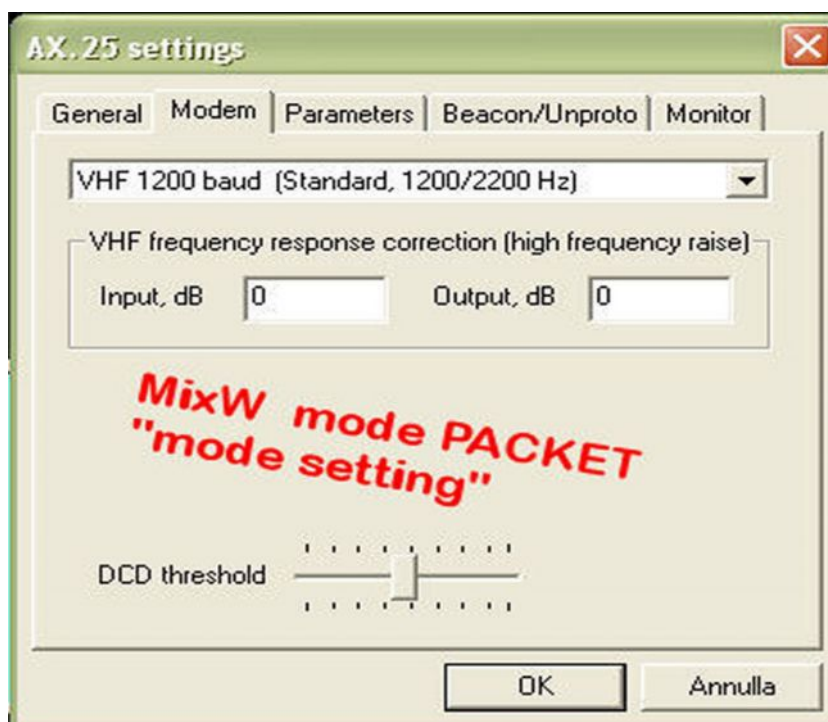 AX.25 settings
General Modem Parameters Beacon/Unproto Monitor
VHF 1200 baud (Standard, 1200/2200 Hz)
VHF frequency response correction (high frequency raise)
Input, dB 0 Output, dB 0
MixW mode PACKET
"mode setting"
DCD threshold
OK Annulla